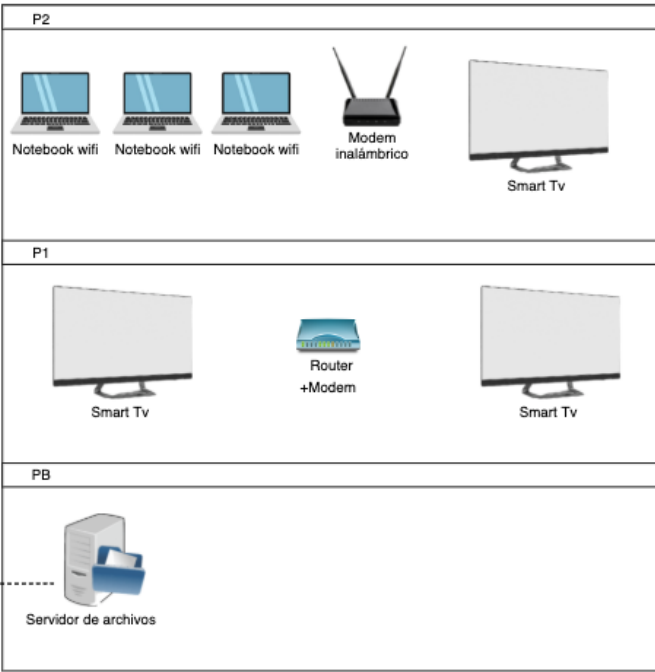 P2
Notebook wifi
Notebook wifi
Notebook wifi
Modem
inalámbrico
Smart Tv
P1
Smart Tv
Router
+Modem
Smart Tv
PB
Servidor de archivos